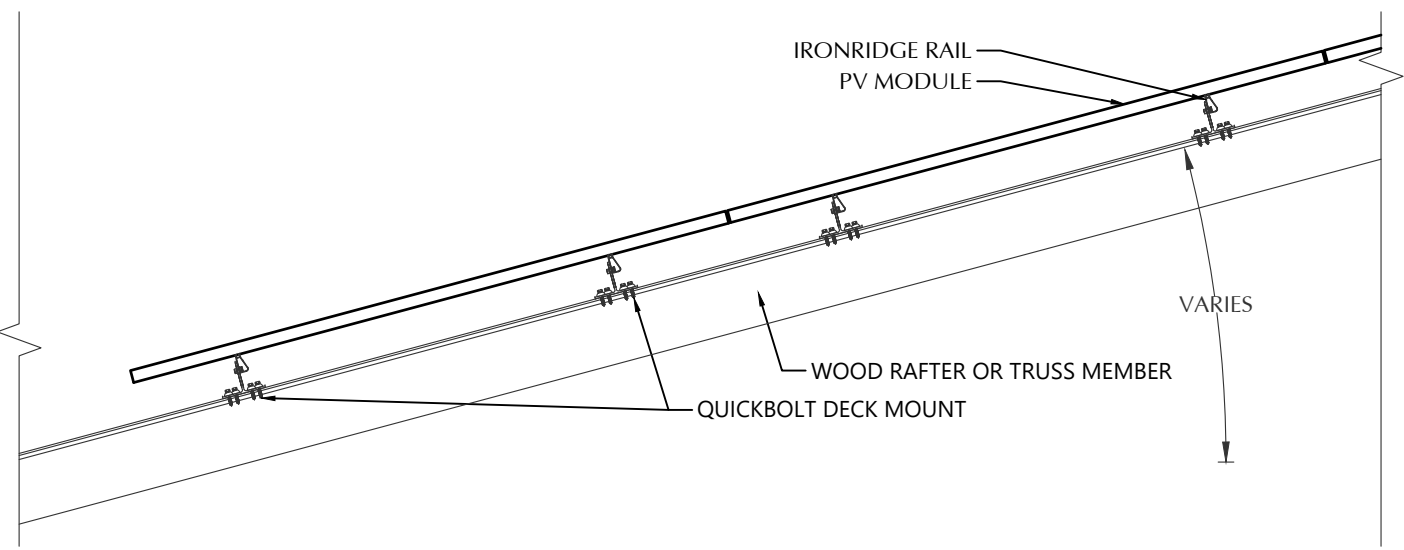 IRONRIDGE RAIL
PV MODULE
VARIES
WOOD RAFTER OR TRUSS MEMBER
QUICKBOLT DECK MOUNT